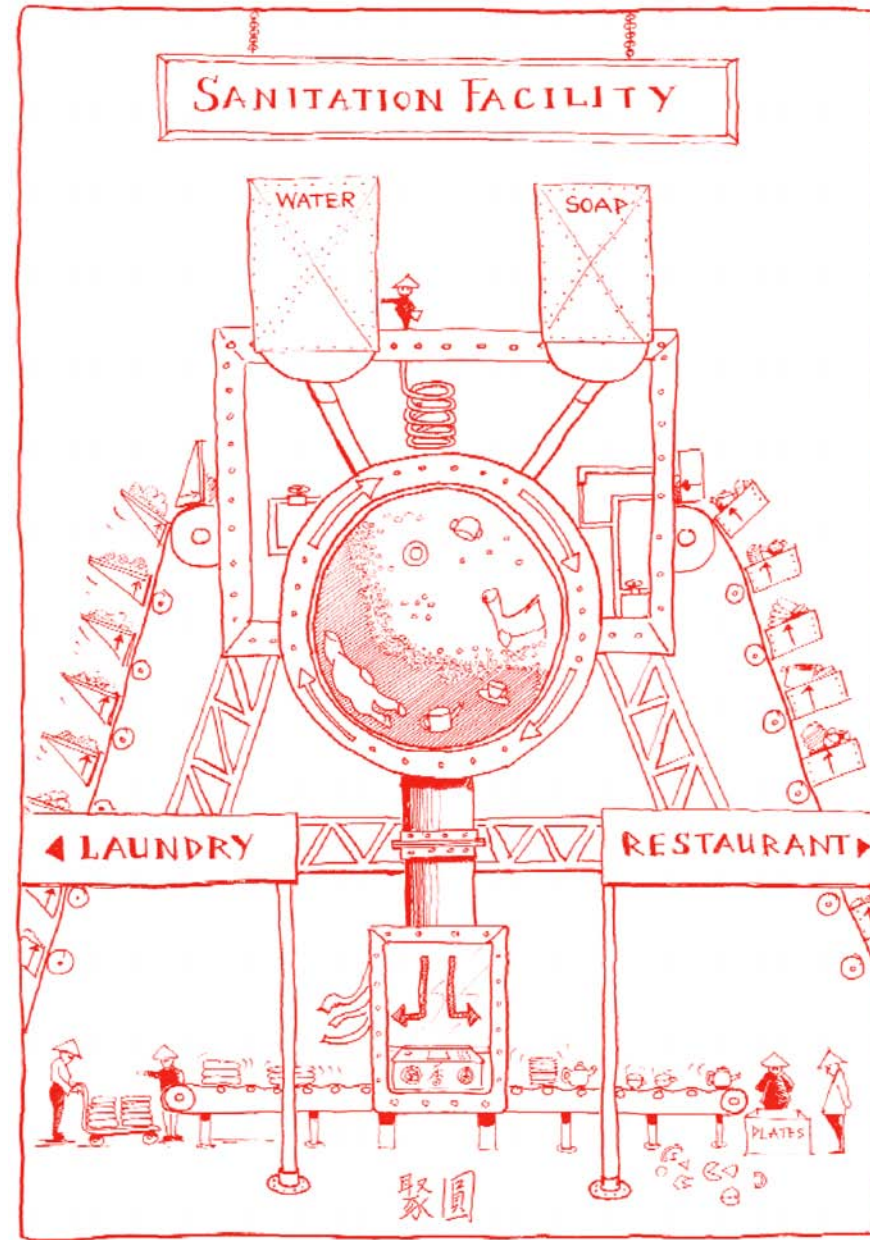 SANITATION FACILITY
WATER
SOAP
◄ LAUNDRY
RESTAURANT ►
PLATES
聚圓